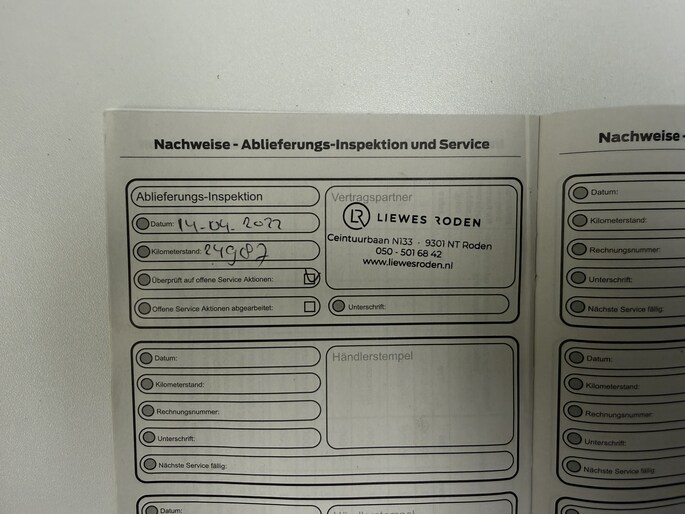 Nachweise - Ablieferungs-Inspektion und Service
Ablieferungs-Inspektion
Datum: 14-04-2022
Kilometerstand: 24987
Überprüft auf offene Service Aktionen:
Offene Service Aktionen abgearbeitet:
Vertragspartner
LR LIEWES RODEN
Ceintuurbaan N133 - 9301 NT Roden
050 - 501 68 42
www.liewesroden.nl
Unterschrift:
Datum:
Kilometerstand:
Rechnungsnummer:
Unterschrift:
Nächste Service fällig:
Händlerstempel
Datum:
Händlerstempel
Nachweise -
Datum:
Kilometerstand:
Rechnungsnummer:
Unterschrift:
Nächste Service fällig:
Datum:
Kilometerstand:
Rechnungsnummer:
Unterschrift:
Nächste Service fällig: